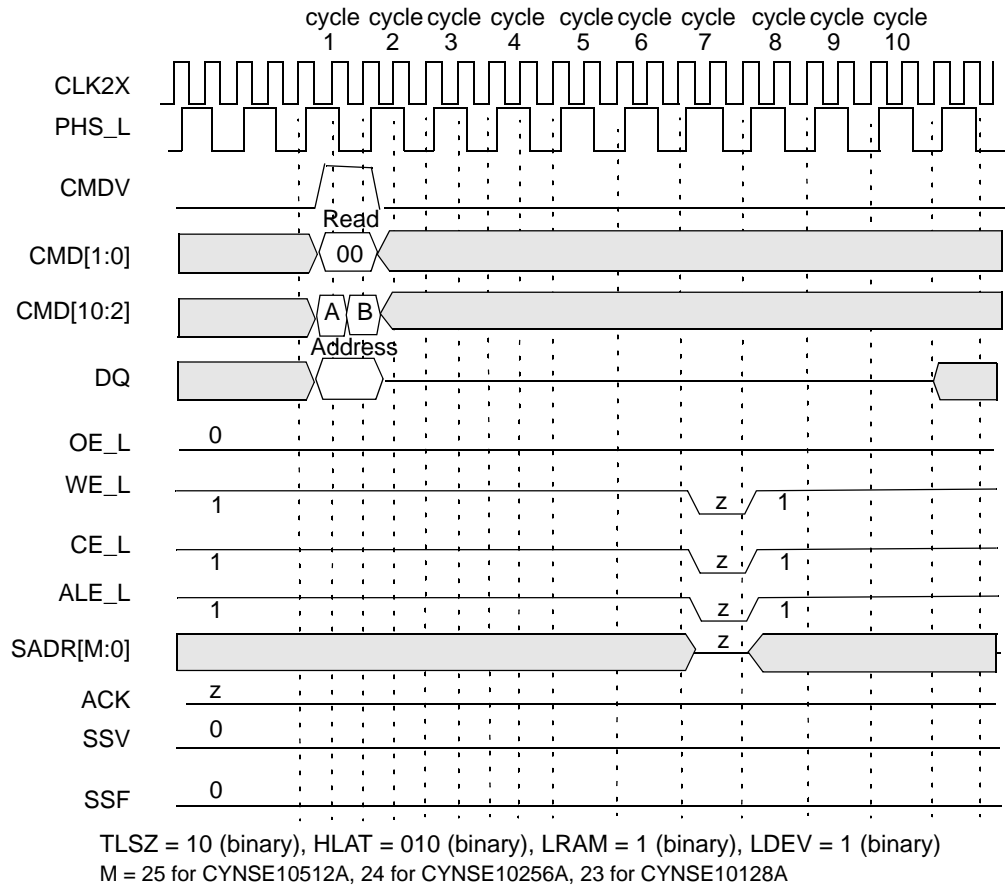 cycle cycle cycle cycle cycle cycle cycle cycle cycle cycle
1 2 3 4 5 6 7 8 9 10
CLK2X
PHS_L
CMDV
Read
CMD[1:0] 00
CMD[10:2] A B
Address
DQ
OE_L 0
WE_L 1 z 1
CE_L 1 z 1
ALE_L 1 z 1
SADR[M:0] z
ACK z
SSV 0
SSF 0
TLSZ = 10 (binary), HLAT = 010 (binary), LRAM = 1 (binary), LDEV = 1 (binary)
M = 25 for CYNSE10512A, 24 for CYNSE10256A, 23 for CYNSE10128A